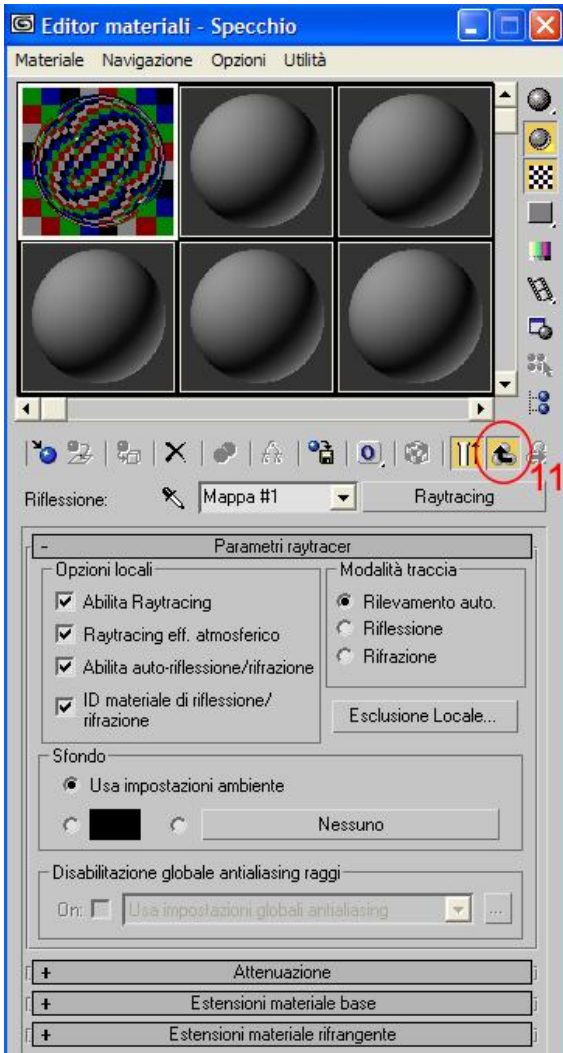 Editor materiali - Specchio
Materiale Navigazione Opzioni Utilità
11
Riflessione: Mappa #1 Raytracing
- Parametri raytracer
Opzioni locali
Abilita Raytracing
Raytracing eff. atmosferico
Abilita auto-riflessione/rifrazione
ID materiale di riflessione/
rifrazione
Modalità traccia
Rilevamento auto.
Riflessione
Rifrazione
Esclusione Locale...
Sfondo
Usa impostazioni ambiente
Nessuno
Disabilitazione globale antialiasing raggi
On: Usa impostazioni globali antialiasing ...
+ Attenuazione
+ Estensioni materiale base
+ Estensioni materiale rifrangente